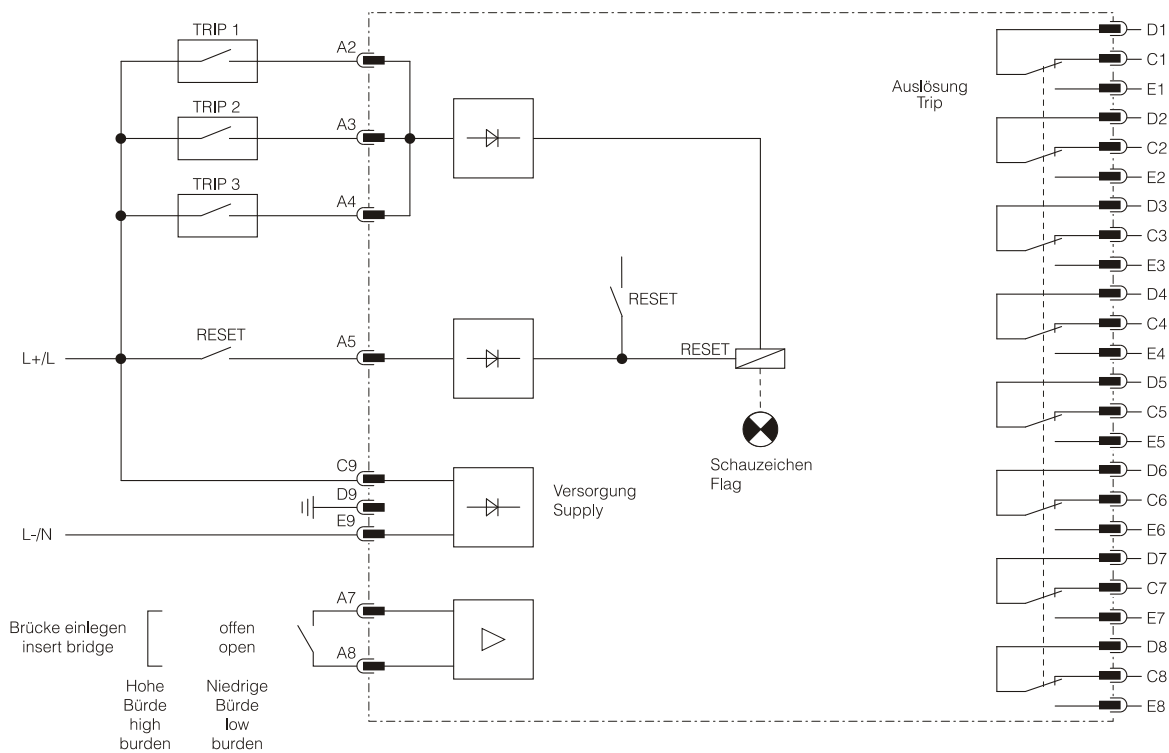 TRIP 1
A2
TRIP 2
A3
TRIP 3
A4
RESET
L+/L
RESET
A5
RESET
Schauzeichen
Flag
C9
D9
E9
L-/N
Versorgung
Supply
A7
A8
Brücke einlegen
insert bridge
offen
open
Hohe
Bürde
high
burden
Niedrige
Bürde
low
burden
Auslösung
Trip
D1
C1
E1
D2
C2
E2
D3
C3
E3
D4
C4
E4
D5
C5
E5
D6
C6
E6
D7
C7
E7
D8
C8
E8